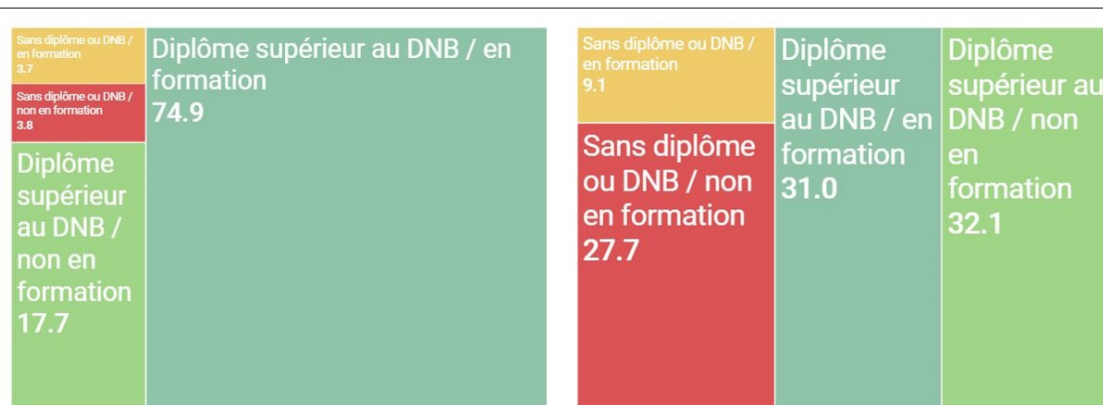 Sans diplôme ou DNB /
en formation
3.7
Sans diplôme ou DNB /
non en formation
3.8
Diplôme
supérieur
au DNB /
non en
formation
17.7
Diplôme supérieur au DNB / en
formation
74.9
Sans diplôme ou DNB /
en formation
9.1
Sans diplôme
ou DNB / non
en formation
27.7
Diplôme
supérieur
au DNB / en
formation
31.0
Diplôme
supérieur au
DNB / non
en
formation
32.1